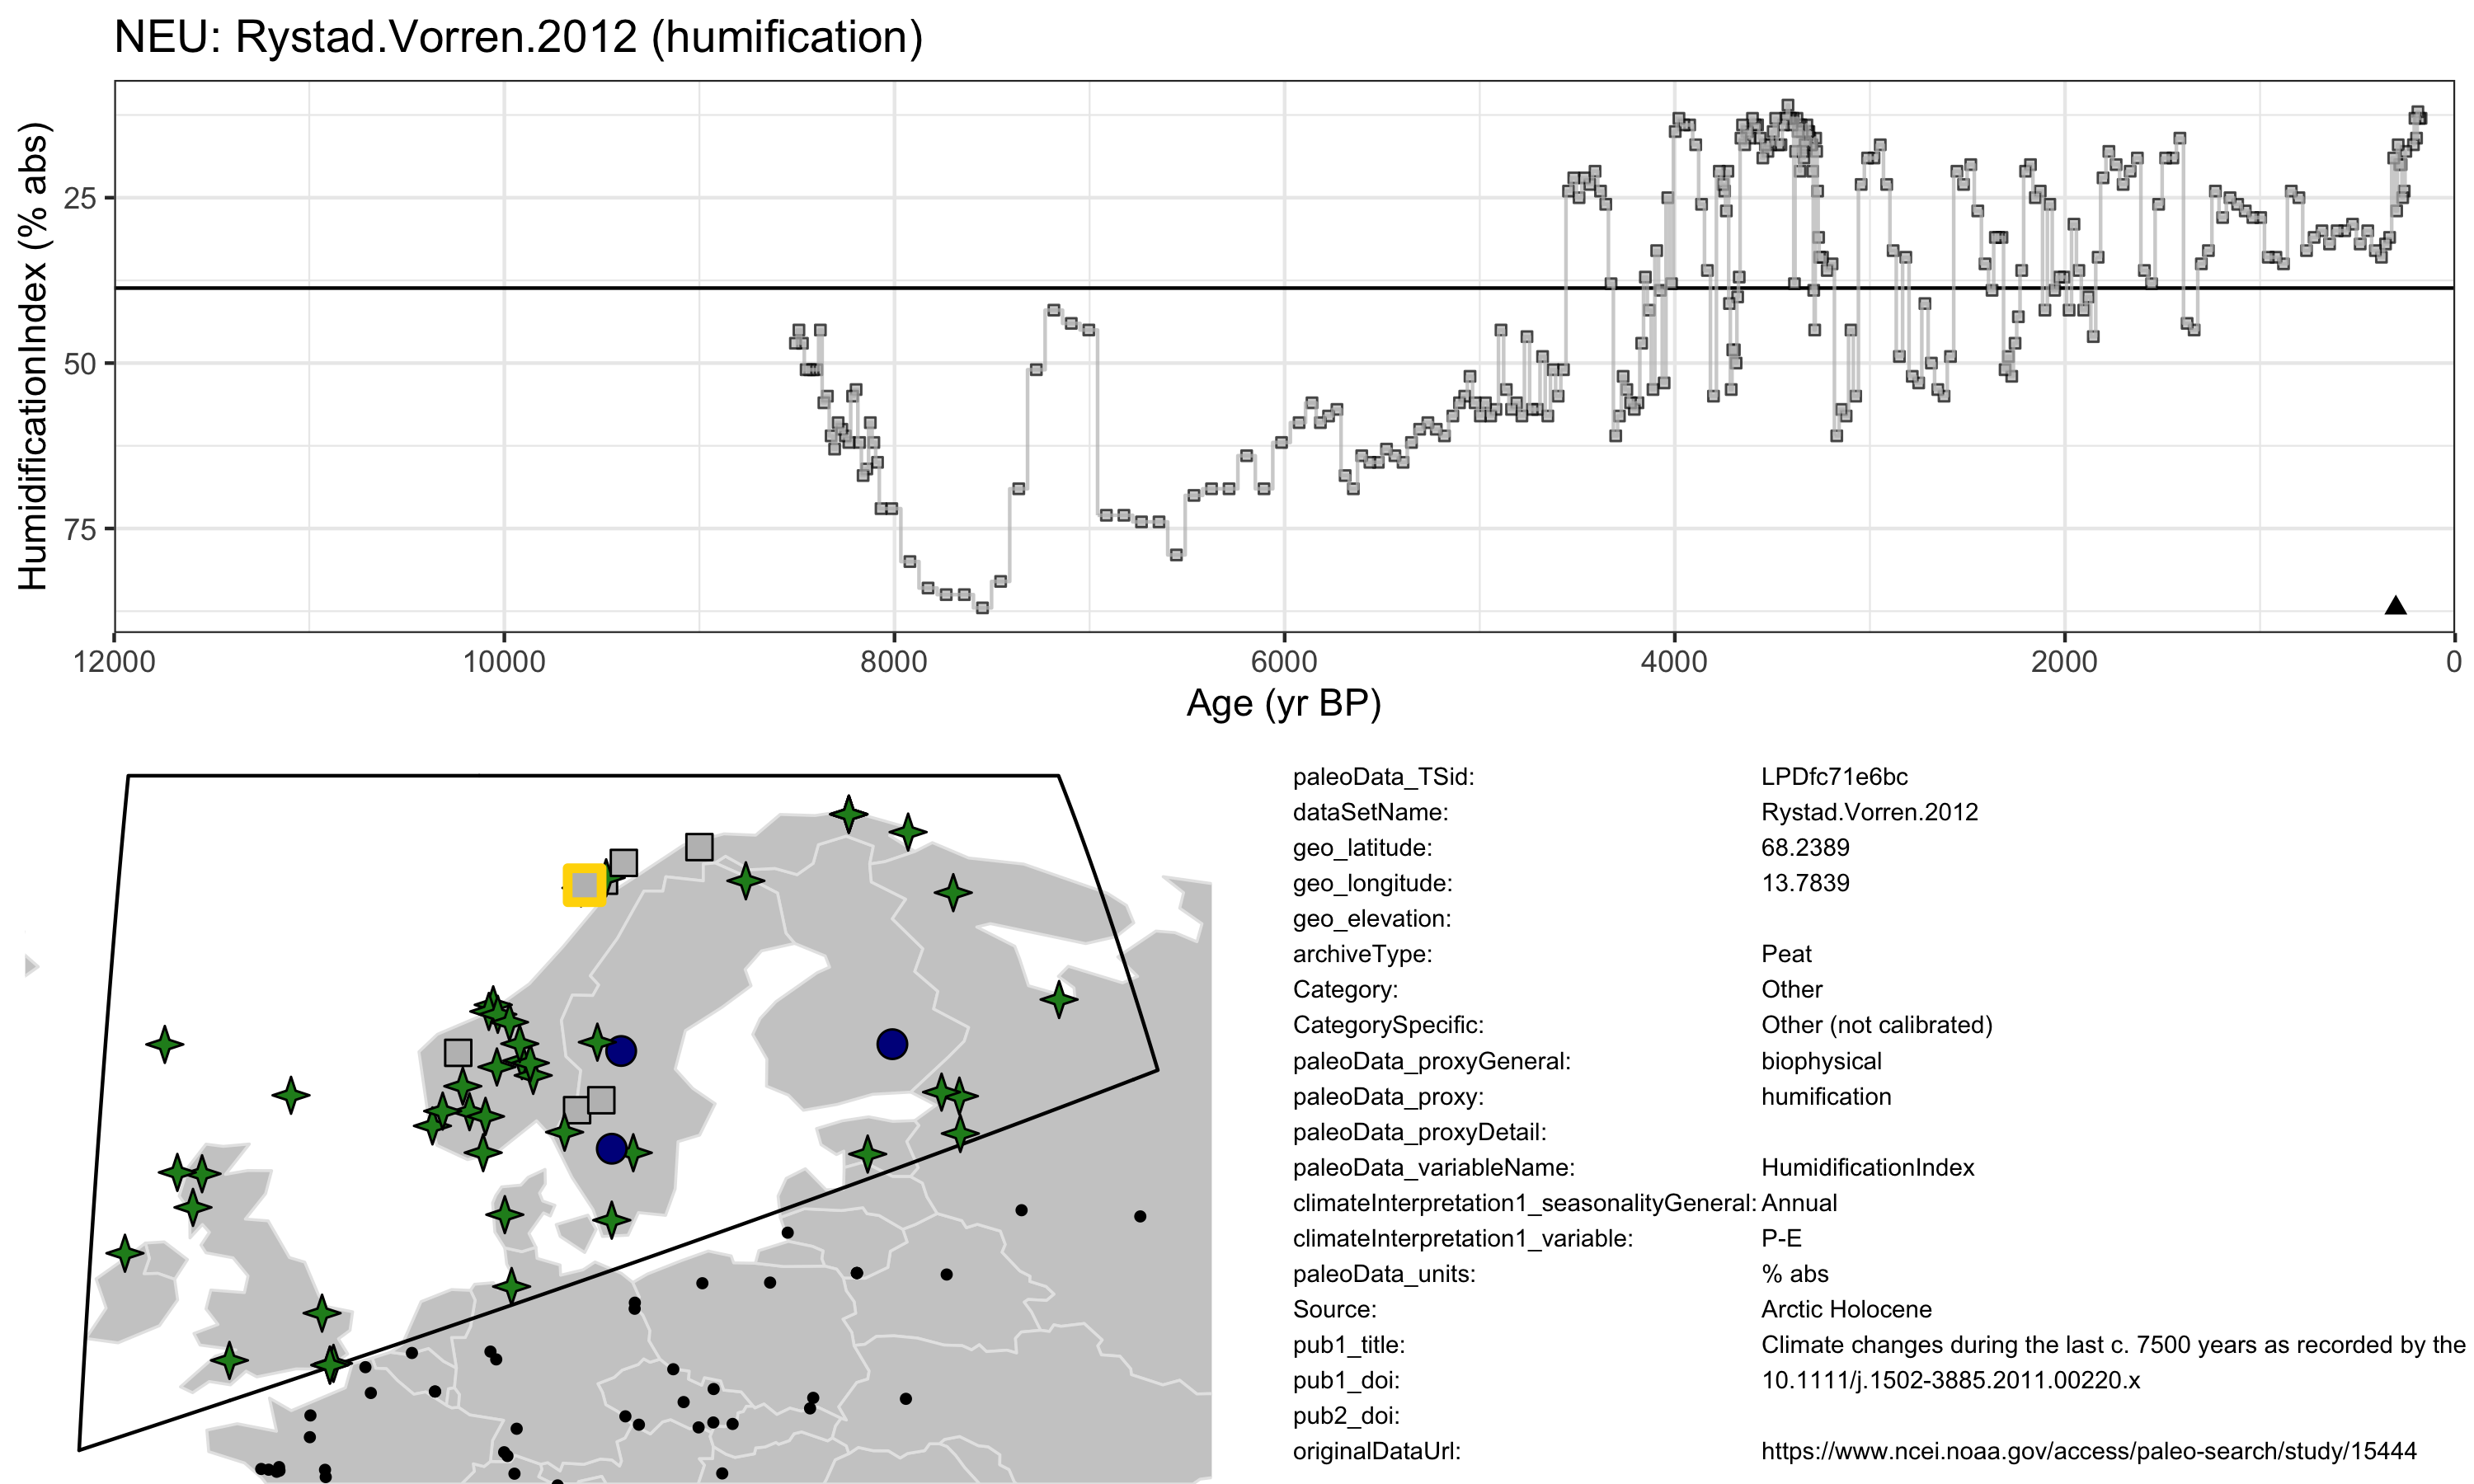 NEU: Rystad.Vorren.2012 (humification)
HumidificationIndex (% abs)
25
50
75
12000 10000 8000 6000 4000 2000 0
Age (yr BP)
paleoData_TSid: LPDfc71e6bc
dataSetName: Rystad.Vorren.2012
geo_latitude: 68.2389
geo_longitude: 13.7839
geo_elevation:
archiveType: Peat
Category: Other
CategorySpecific: Other (not calibrated)
paleoData_proxyGeneral: biophysical
paleoData_proxy: humification
paleoData_proxyDetail:
paleoData_variableName: HumidificationIndex
climateInterpretation1_seasonalityGeneral: Annual
climateInterpretation1_variable: P-E
paleoData_units: % abs
Source: Arctic Holocene
pub1_title: Climate changes during the last c. 7500 years as recorded by the
pub1_doi: 10.1111/j.1502-3885.2011.00220.x
pub2_doi:
originalDataUrl: https://www.ncei.noaa.gov/access/paleo-search/study/15444